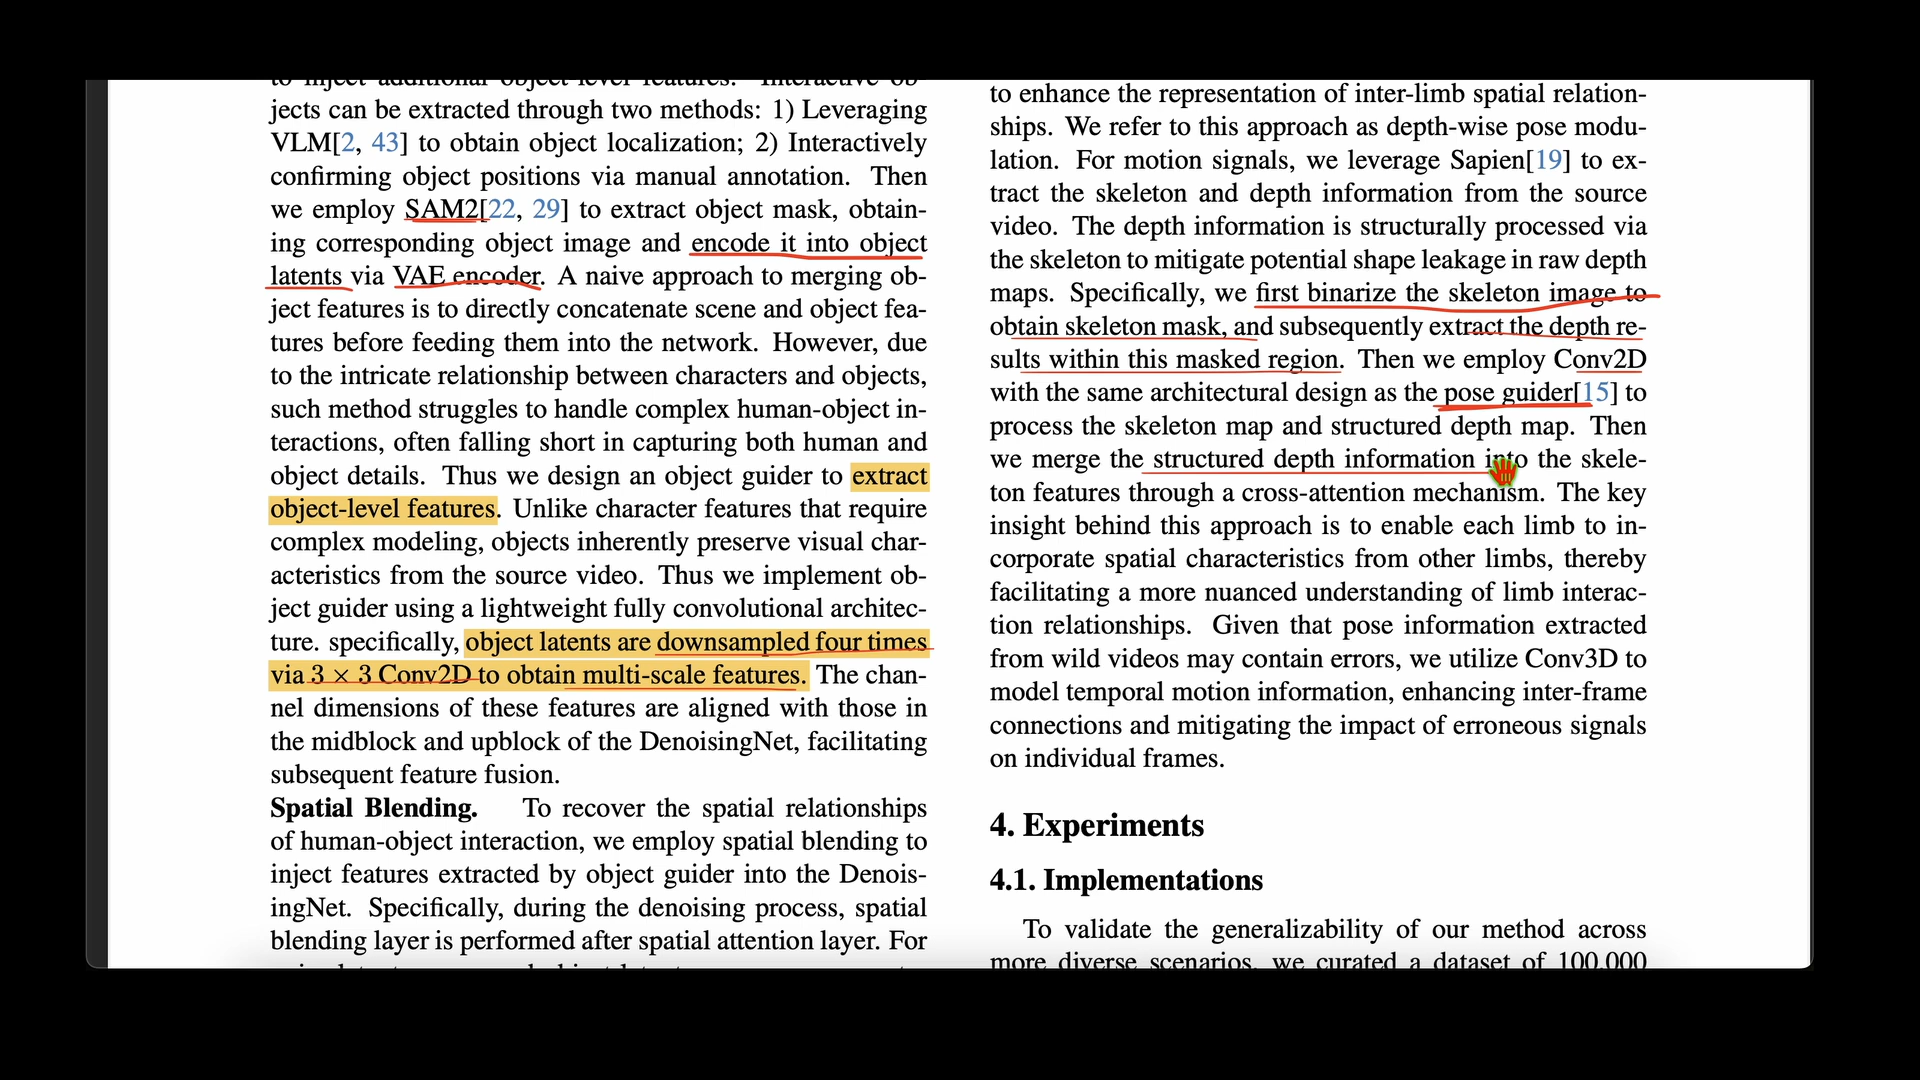 to inject additional object-level features. Interactive ob-
jects can be extracted through two methods: 1) Leveraging
VLM[2, 43] to obtain object localization; 2) Interactively
confirming object positions via manual annotation. Then
we employ SAM2[22, 29] to extract object mask, obtain-
ing corresponding object image and encode it into object
latents via VAE encoder. A naive approach to merging ob-
ject features is to directly concatenate scene and object fea-
tures before feeding them into the network. However, due
to the intricate relationship between characters and objects,
such method struggles to handle complex human-object in-
teractions, often falling short in capturing both human and
object details. Thus we design an object guider to extract
object-level features. Unlike character features that require
complex modeling, objects inherently preserve visual char-
acteristics from the source video. Thus we implement ob-
ject guider using a lightweight fully convolutional architec-
ture. specifically, object latents are downsampled four times
via 3 × 3 Conv2D to obtain multi-scale features. The chan-
nel dimensions of these features are aligned with those in
the midblock and upblock of the DenoisingNet, facilitating
subsequent feature fusion.
Spatial Blending. To recover the spatial relationships
of human-object interaction, we employ spatial blending to
inject features extracted by object guider into the Denois-
ingNet. Specifically, during the denoising process, spatial
blending layer is performed after spatial attention layer. For
to enhance the representation of inter-limb spatial relation-
ships. We refer to this approach as depth-wise pose modu-
lation. For motion signals, we leverage Sapien[19] to ex-
tract the skeleton and depth information from the source
video. The depth information is structurally processed via
the skeleton to mitigate potential shape leakage in raw depth
maps. Specifically, we first binarize the skeleton image to
obtain skeleton mask, and subsequently extract the depth re-
sults within this masked region. Then we employ Conv2D
with the same architectural design as the pose guider[15] to
process the skeleton map and structured depth map. Then
we merge the structured depth information into the skele-
ton features through a cross-attention mechanism. The key
insight behind this approach is to enable each limb to in-
corporate spatial characteristics from other limbs, thereby
facilitating a more nuanced understanding of limb interac-
tion relationships. Given that pose information extracted
from wild videos may contain errors, we utilize Conv3D to
model temporal motion information, enhancing inter-frame
connections and mitigating the impact of erroneous signals
on individual frames.
4. Experiments
4.1. Implementations
To validate the generalizability of our method across
more diverse scenarios, we curated a dataset of 100,000